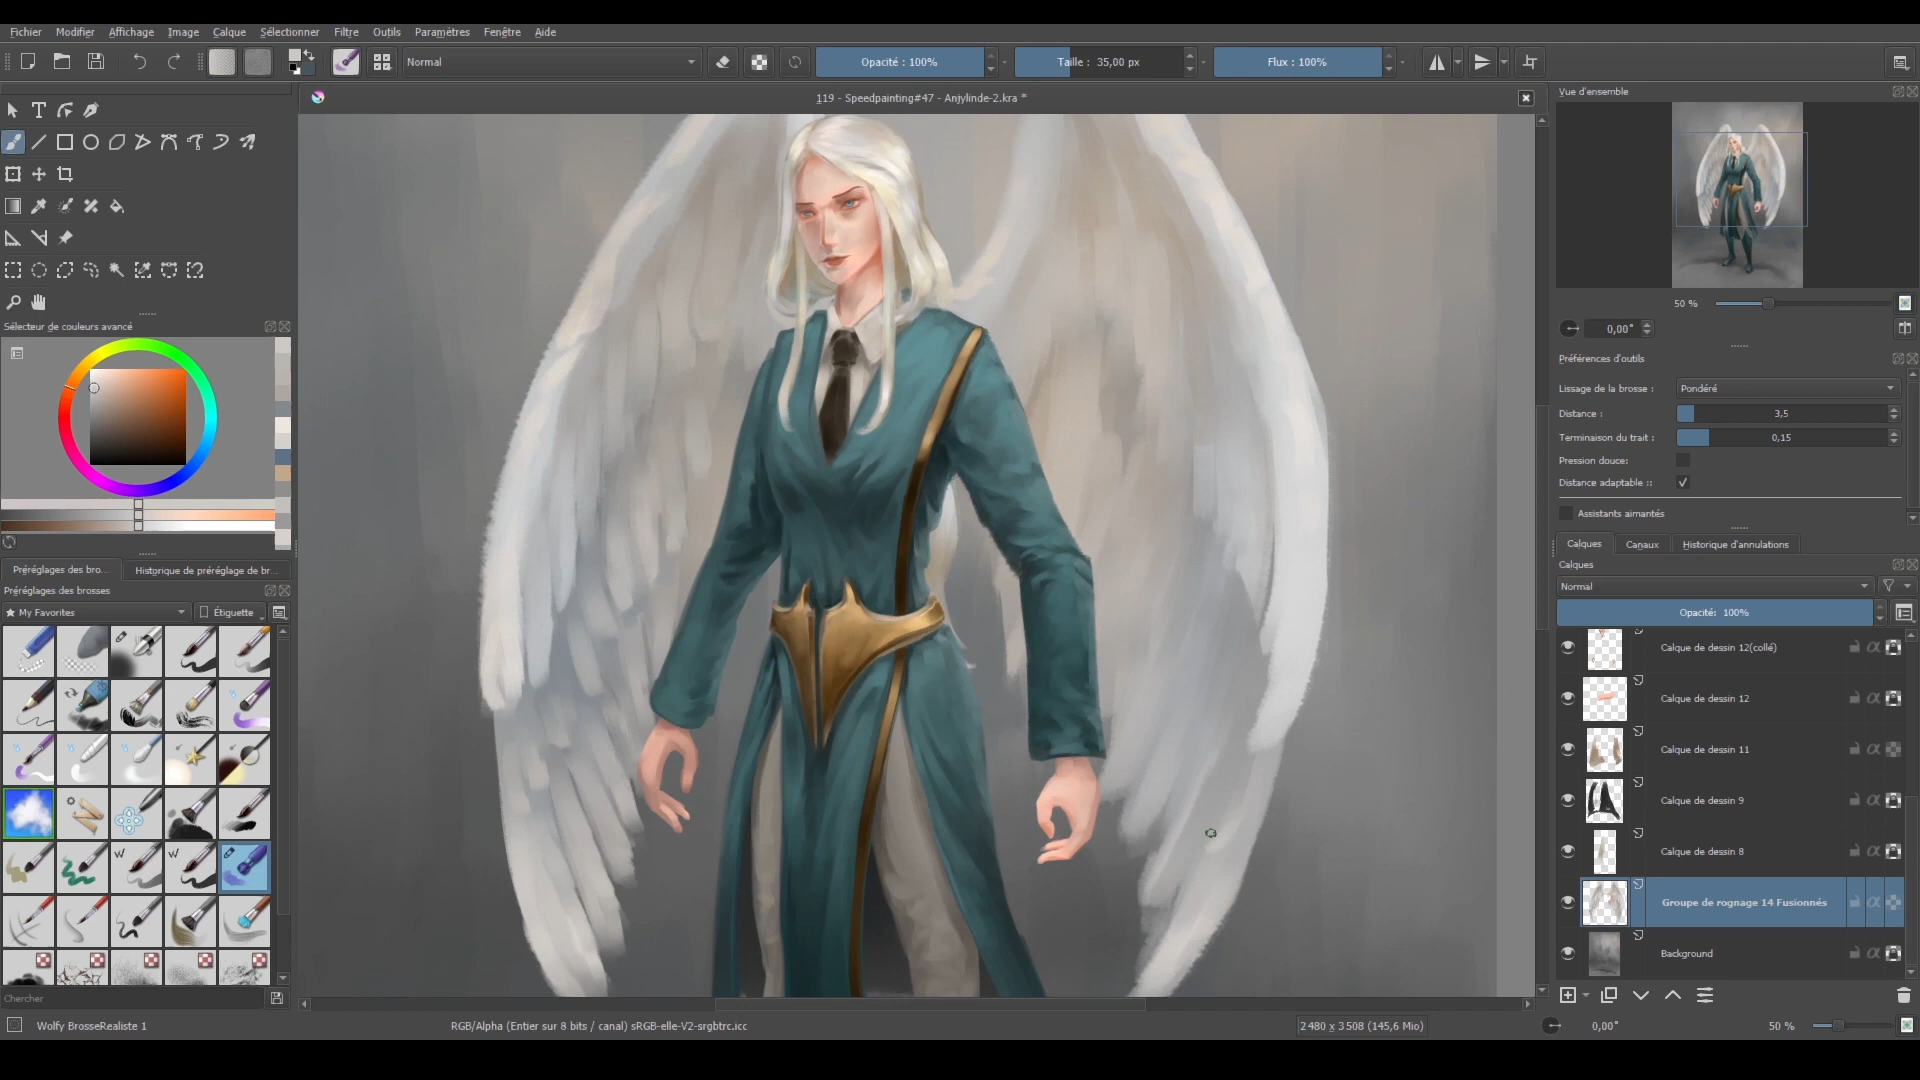 Fichier Modifier Affichage Image Calque Sélectionner Filtre Outils Paramètres Fenêtre Aide
Normal Opacité : 100% Taille : 35,00 px Flux : 100%
119 - Speedpainting#47 - Anjylinde-2.kra *
Vue d'ensemble
50 %
0,00°
Sélecteur de couleurs avancé
Préférences d'outils
Lissage de la brosse : Pondéré
Distance : 3,5
Terminaison du trait : 0,15
Pression douce:
Distance adaptable ::
Assistants aimantés
Calques Canaux Historique d'annulations
Calques
Normal
Opacité: 100%
Calque de dessin 12(collé)
Calque de dessin 12
Calque de dessin 11
Calque de dessin 9
Calque de dessin 8
Groupe de rognage 14 Fusionnés
Background
Préréglages des bro... Historique de préréglage de br...
Préréglages des brosses
My Favorites Étiquette
W W
Chercher
Wolfy BrosseRealiste 1
RGB/Alpha (Entier sur 8 bits / canal) sRGB-elle-V2-srgbtrc.icc
2 480 x 3 508 (145,6 Mio)
0,00°
50 %